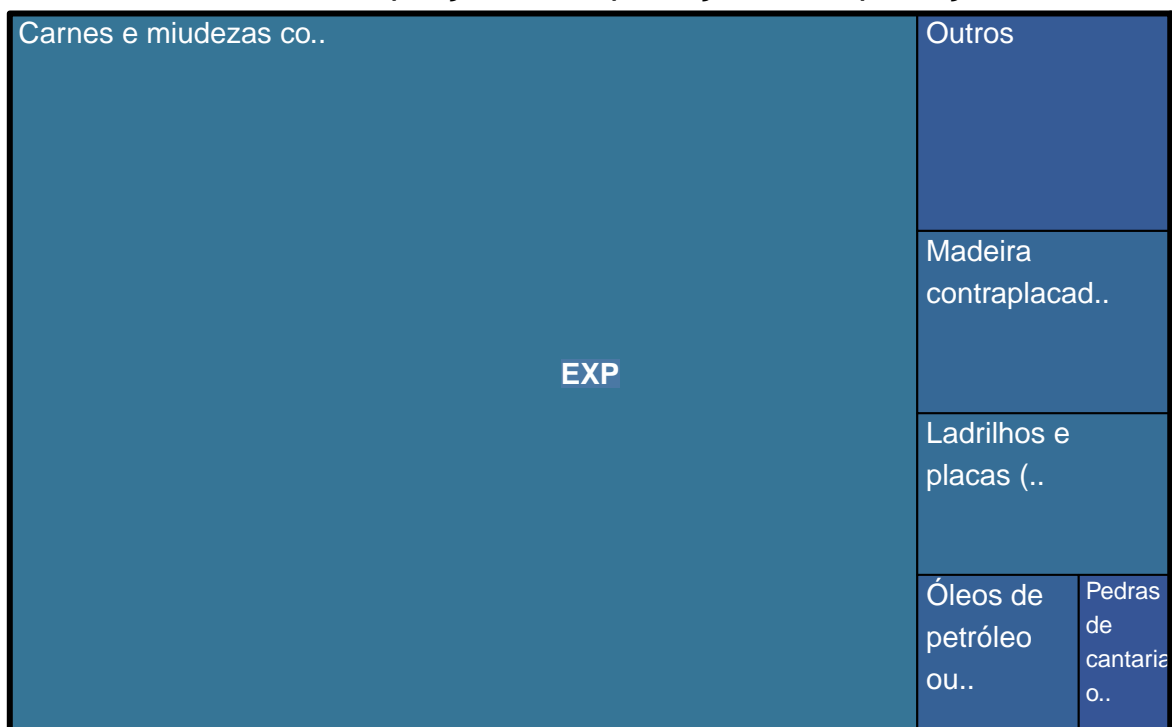 Carnes e miudezas co..
Outros
Madeira
contraplacad..
EXP
Ladrilhos e
placas (..
Óleos de
petróleo
ou..
Pedras
de
cantaria
o..